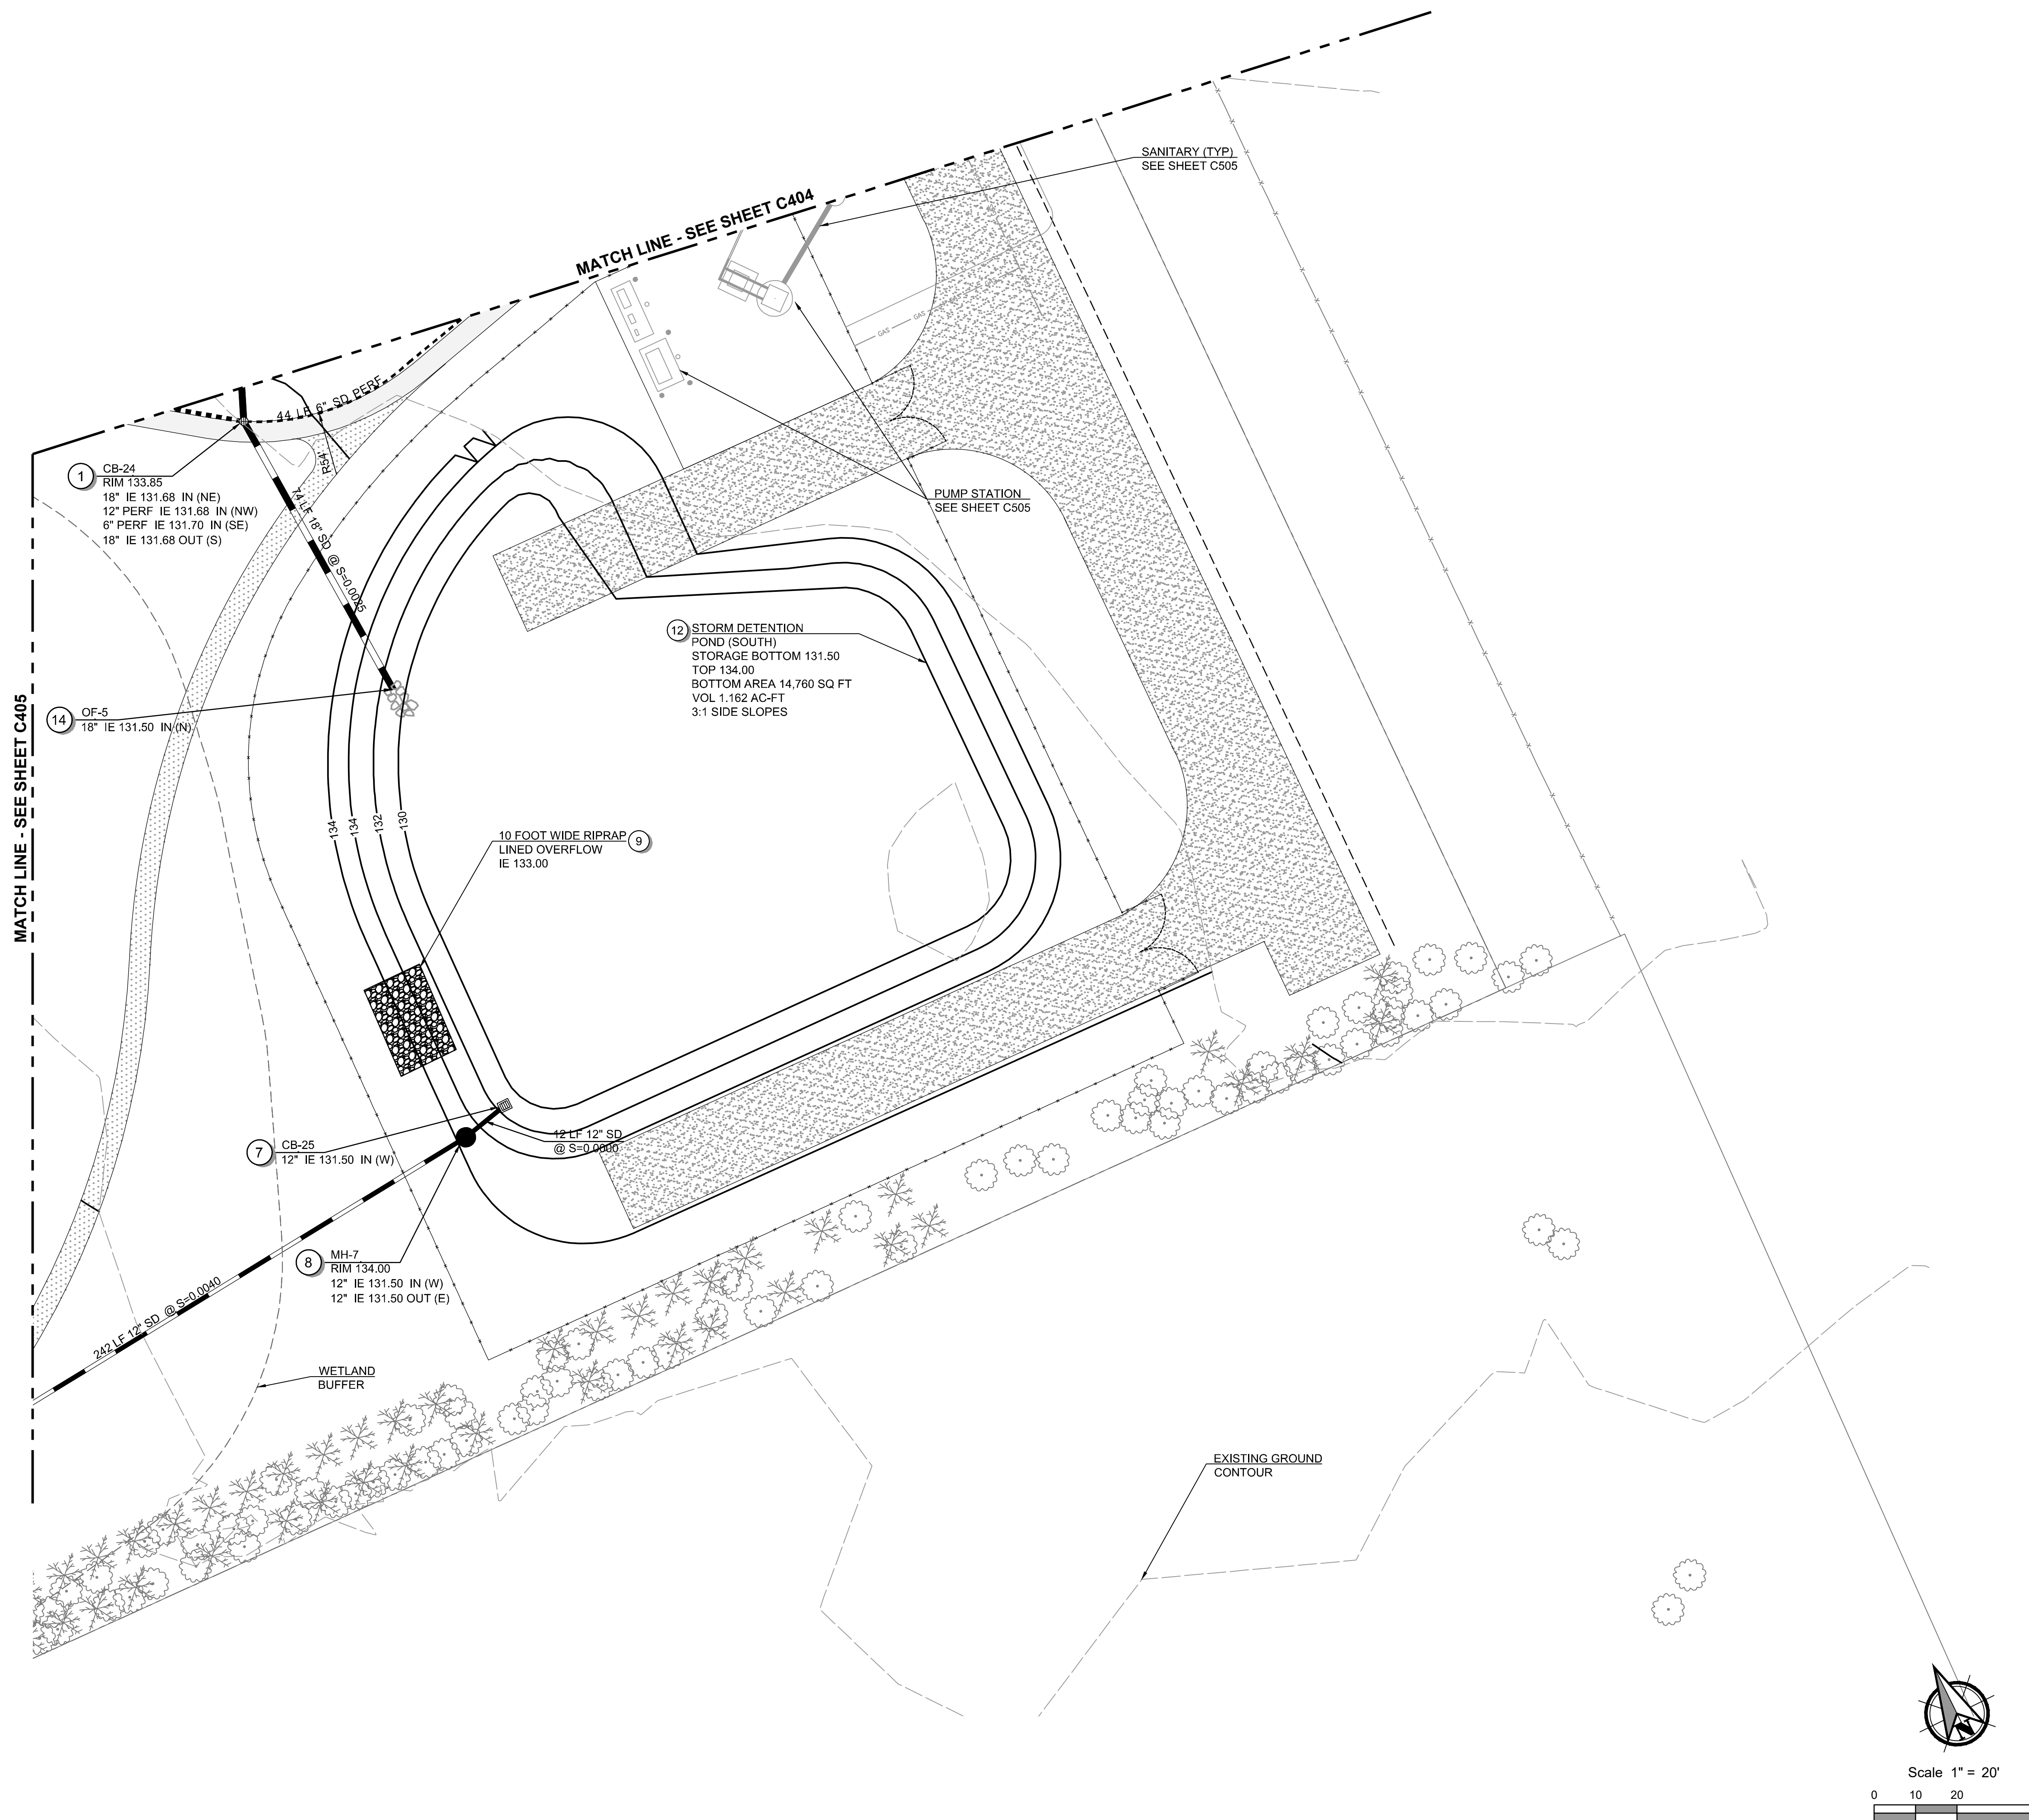 SANITARY (TYP)
SEE SHEET C505
MATCH LINE - SEE SHEET C404
GAS
GAS
44 LF 6" SD PERF
R54'
1
CB-24
RIM 133.85
18" IE 131.68 IN (NE)
12" PERF IE 131.68 IN (NW)
6" PERF IE 131.70 IN (SE)
18" IE 131.68 OUT (S)
74 LF 18" SD @ S=0.0025
PUMP STATION
SEE SHEET C505
12
STORM DETENTION
POND (SOUTH)
STORAGE BOTTOM 131.50
TOP 134.00
BOTTOM AREA 14,760 SQ FT
VOL 1.162 AC-FT
3:1 SIDE SLOPES
14
OF-5
18" IE 131.50 IN (N)
MATCH LINE - SEE SHEET C405
134
134
132
130
10 FOOT WIDE RIPRAP
LINED OVERFLOW
IE 133.00
9
7
CB-25
12" IE 131.50 IN (W)
12 LF 12" SD
@ S=0.0000
8
MH-7
RIM 134.00
12" IE 131.50 IN (W)
12" IE 131.50 OUT (E)
242 LF 12" SD @ S=0.0040
WETLAND
BUFFER
EXISTING GROUND
CONTOUR
N
Scale 1" = 20'
0 10 20